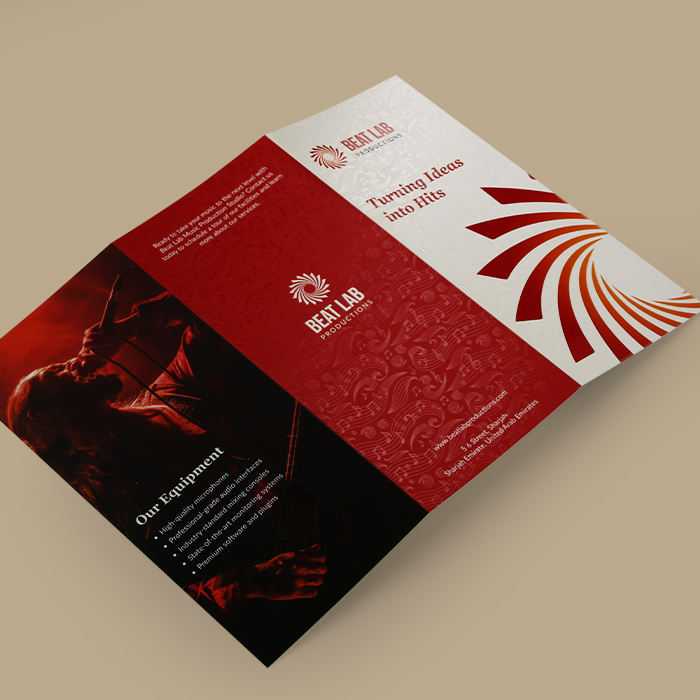 Our Equipment
• High-quality microphones
• Professional-grade audio interfaces
• Industry-standard mixing consoles
• State-of-the-art monitoring systems
• Premium software and plugins
Ready to take your music to the next level with
Beat Lab Music Production Studio? Contact us
today to schedule a tour of our facilities and learn
more about our services.
BEAT LAB
PRODUCTIONS
www.beatlabproductions.com
5 6 Street, Sharjah
Sharjah Emirate, United Arab Emirates
BEAT LAB
PRODUCTIONS
Turning Ideas
into Hits